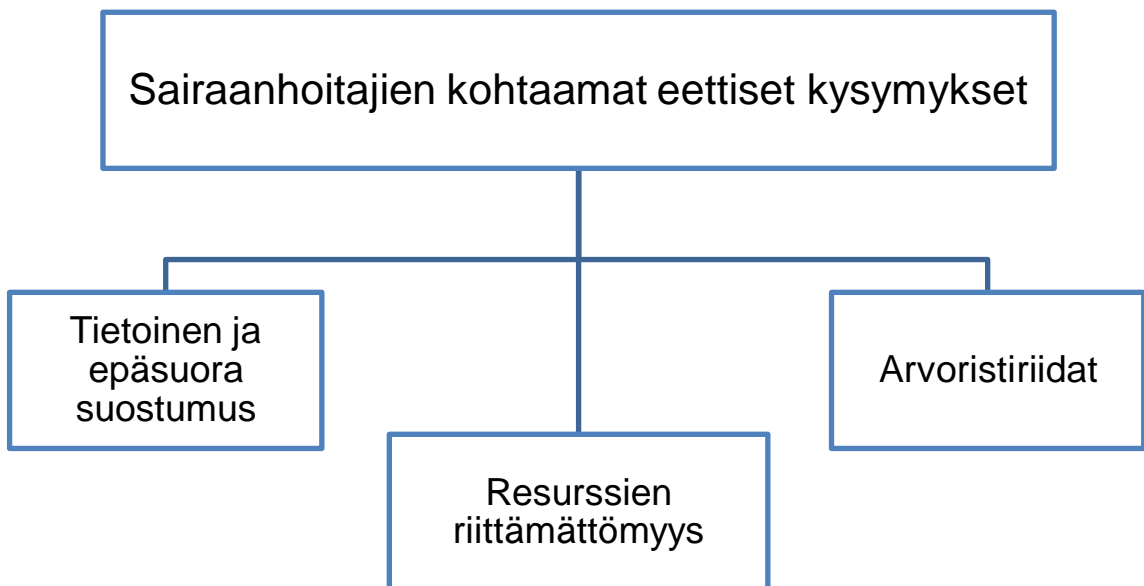 Sairaanhoitajien kohtaamat eettiset kysymykset
Tietoinen ja
epäsuora
suostumus
Resurssien
riittämättömyys
Arvoristiriidat